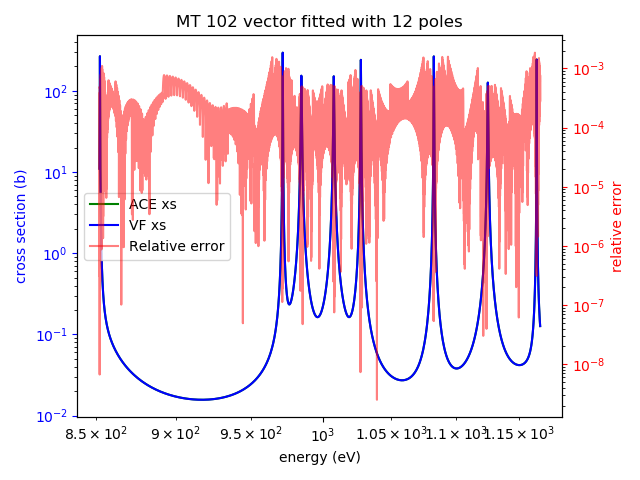 MT 102 vector fitted with 12 poles
10²
10¹
10⁰
10⁻¹
10⁻²
cross section (b)
ACE xs
VF xs
Relative error
10⁻³
10⁻⁴
10⁻⁵
10⁻⁶
10⁻⁷
10⁻⁸
relative error
8.5 × 10² 9 × 10² 9.5 × 10² 10³ 1.05 × 10³ 1.1 × 10³ 1.15 × 10³
energy (eV)